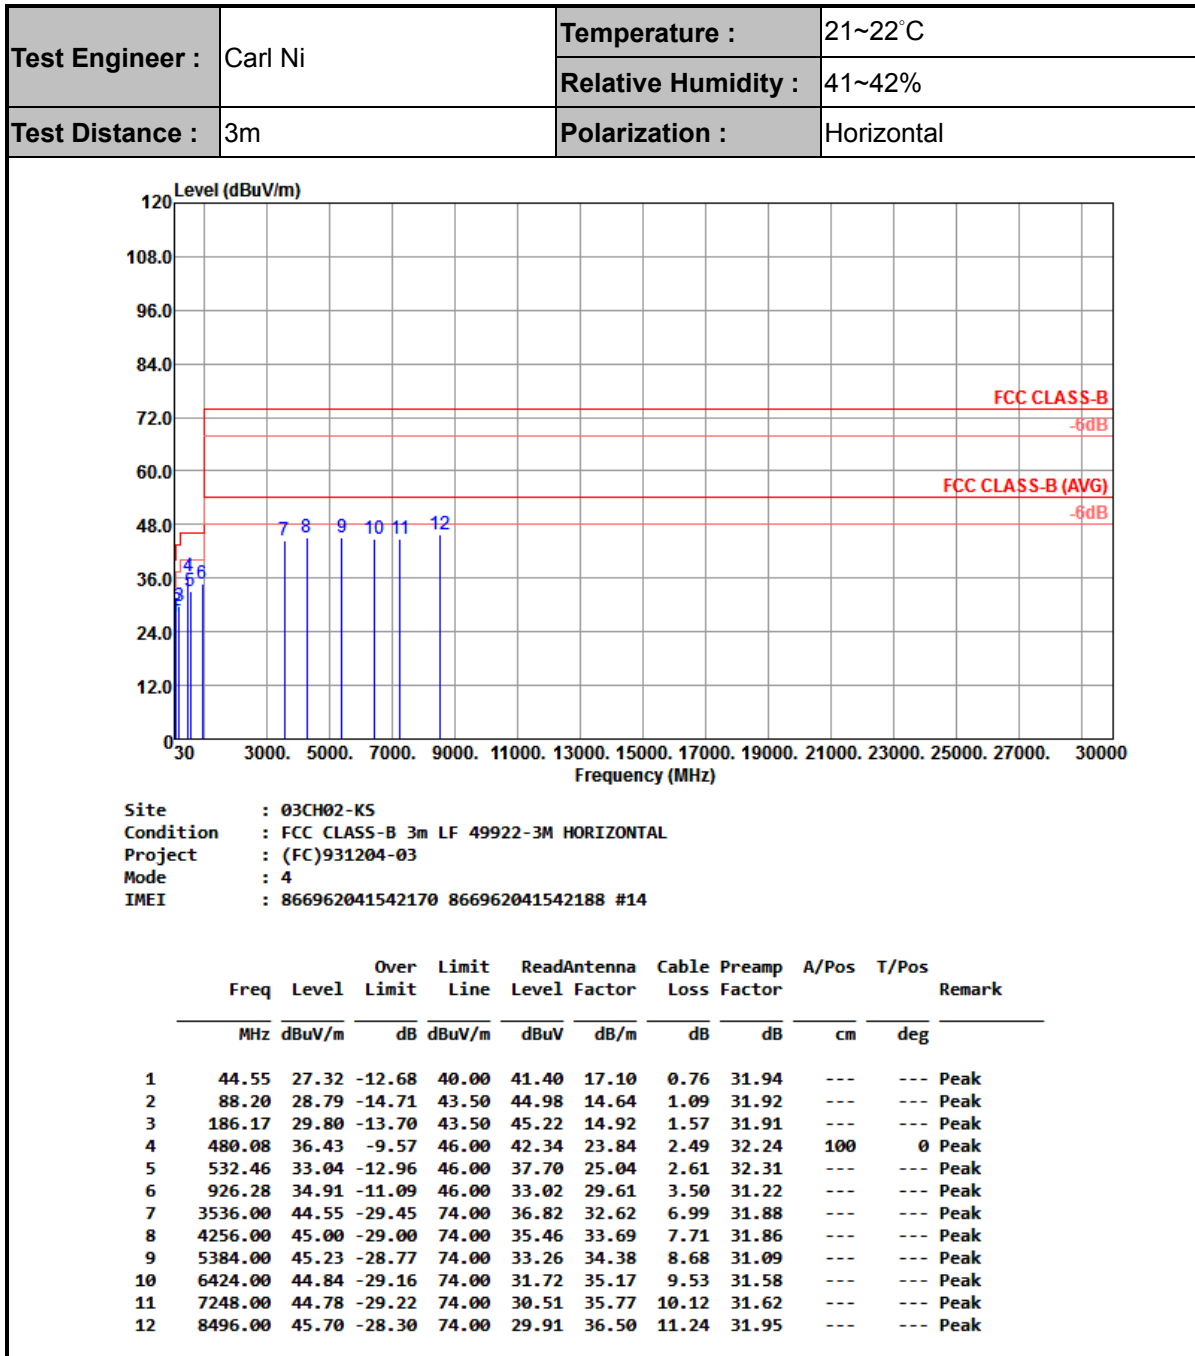 Test Engineer : Carl Ni Temperature : 21~22°C
Relative Humidity : 41~42%
Test Distance : 3m Polarization : Horizontal
Level (dBuV/m)
120
108.0
96.0
84.0
72.0
60.0
48.0
36.0
24.0
12.0
0
FCC CLASS-B
-6dB
FCC CLASS-B (AVG)
-6dB
3 4 5 6 7 8 9 10 11 12
30 3000. 5000. 7000. 9000. 11000. 13000. 15000. 17000. 19000. 21000. 23000. 25000. 27000. 30000
Frequency (MHz)
Site : 03CH02-KS
Condition : FCC CLASS-B 3m LF 49922-3M HORIZONTAL
Project : (FC)931204-03
Mode : 4
IMEI : 866962041542170 866962041542188 #14
Over Limit ReadAntenna Cable Preamp A/Pos T/Pos
Freq Level Limit Line Level Factor Loss Factor Remark
MHz dBuV/m dB dBuV/m dBuV dB/m dB dB cm deg
1 44.55 27.32 -12.68 40.00 41.40 17.10 0.76 31.94 --- --- Peak
2 88.20 28.79 -14.71 43.50 44.98 14.64 1.09 31.92 --- --- Peak
3 186.17 29.80 -13.70 43.50 45.22 14.92 1.57 31.91 --- --- Peak
4 480.08 36.43 -9.57 46.00 42.34 23.84 2.49 32.24 100 0 Peak
5 532.46 33.04 -12.96 46.00 37.70 25.04 2.61 32.31 --- --- Peak
6 926.28 34.91 -11.09 46.00 33.02 29.61 3.50 31.22 --- --- Peak
7 3536.00 44.55 -29.45 74.00 36.82 32.62 6.99 31.88 --- --- Peak
8 4256.00 45.00 -29.00 74.00 35.46 33.69 7.71 31.86 --- --- Peak
9 5384.00 45.23 -28.77 74.00 33.26 34.38 8.68 31.09 --- --- Peak
10 6424.00 44.84 -29.16 74.00 31.72 35.17 9.53 31.58 --- --- Peak
11 7248.00 44.78 -29.22 74.00 30.51 35.77 10.12 31.62 --- --- Peak
12 8496.00 45.70 -28.30 74.00 29.91 36.50 11.24 31.95 --- --- Peak